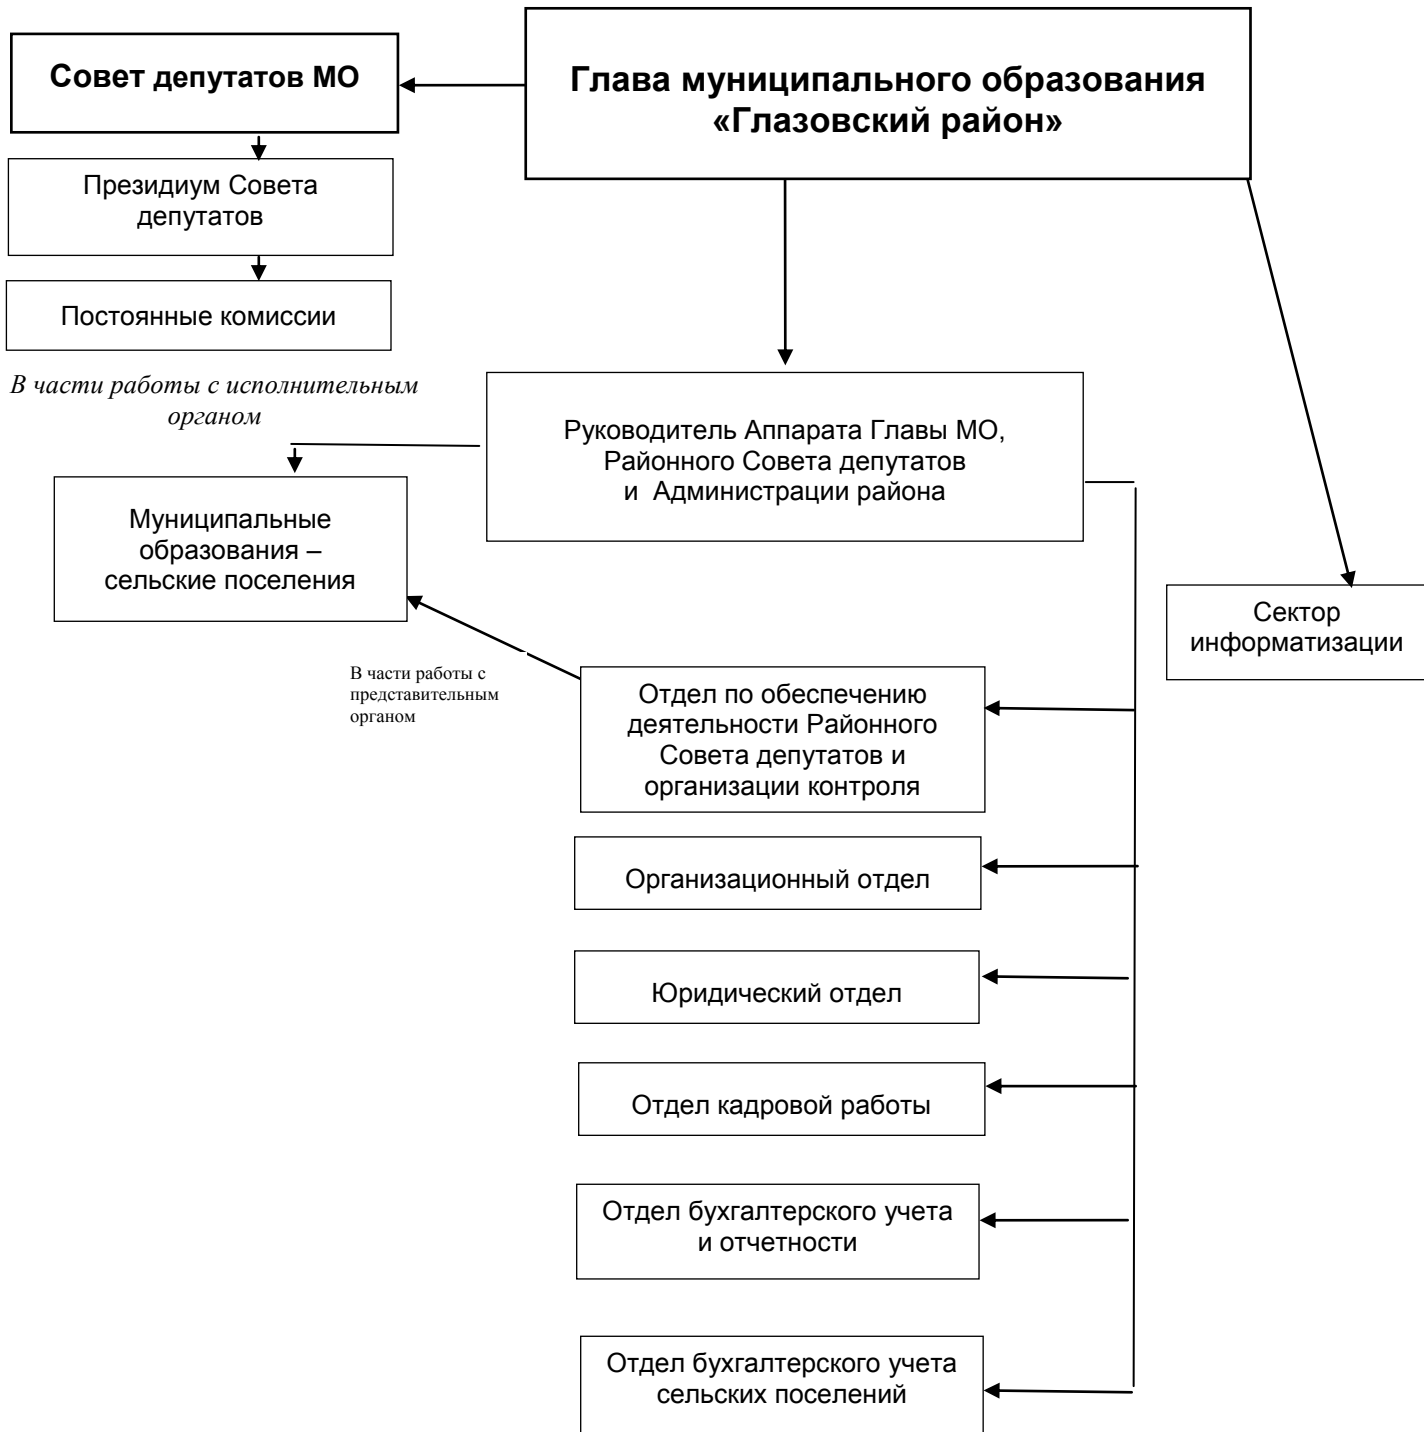 Совет депутатов МО
Глава муниципального образования
«Глазовский район»
Президиум Совета
депутатов
Постоянные комиссии
В части работы с исполнительным
органом
Руководитель Аппарата Главы МО,
Районного Совета депутатов
и Администрации района
Муниципальные
образования –
сельские поселения
Сектор
информатизации
В части работы с
представительным
органом
Отдел по обеспечению
деятельности Районного
Совета депутатов и
организации контроля
Организационный отдел
Юридический отдел
Отдел кадровой работы
Отдел бухгалтерского учета
и отчетности
Отдел бухгалтерского учета
сельских поселений